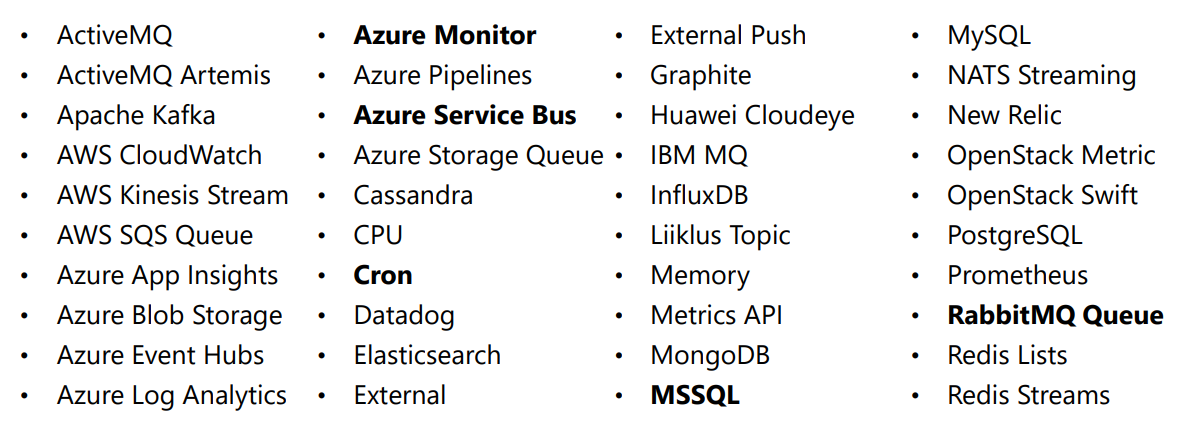 • ActiveMQ
• ActiveMQ Artemis
• Apache Kafka
• AWS CloudWatch
• AWS Kinesis Stream
• AWS SQS Queue
• Azure App Insights
• Azure Blob Storage
• Azure Event Hubs
• Azure Log Analytics
• Azure Monitor
• Azure Pipelines
• Azure Service Bus
• Azure Storage Queue
• Cassandra
• CPU
• Cron
• Datadog
• Elasticsearch
• External
• External Push
• Graphite
• Huawei Cloudeye
• IBM MQ
• InfluxDB
• Liiklus Topic
• Memory
• Metrics API
• MongoDB
• MSSQL
• MySQL
• NATS Streaming
• New Relic
• OpenStack Metric
• OpenStack Swift
• PostgreSQL
• Prometheus
• RabbitMQ Queue
• Redis Lists
• Redis Streams